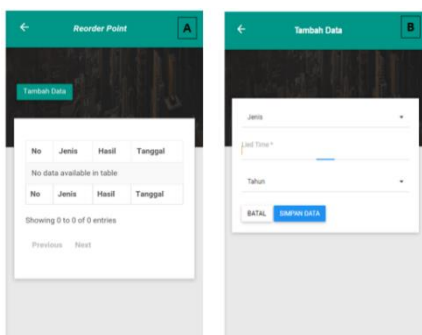 Reorder Point
A
Tambah Data
No Jenis Hasil Tanggal
No data available in table
No Jenis Hasil Tanggal
Showing 0 to 0 of 0 entries
Previous Next
Tambah Data
B
Jenis
Lied Time *
Tahun
BATAL SIMPAN DATA